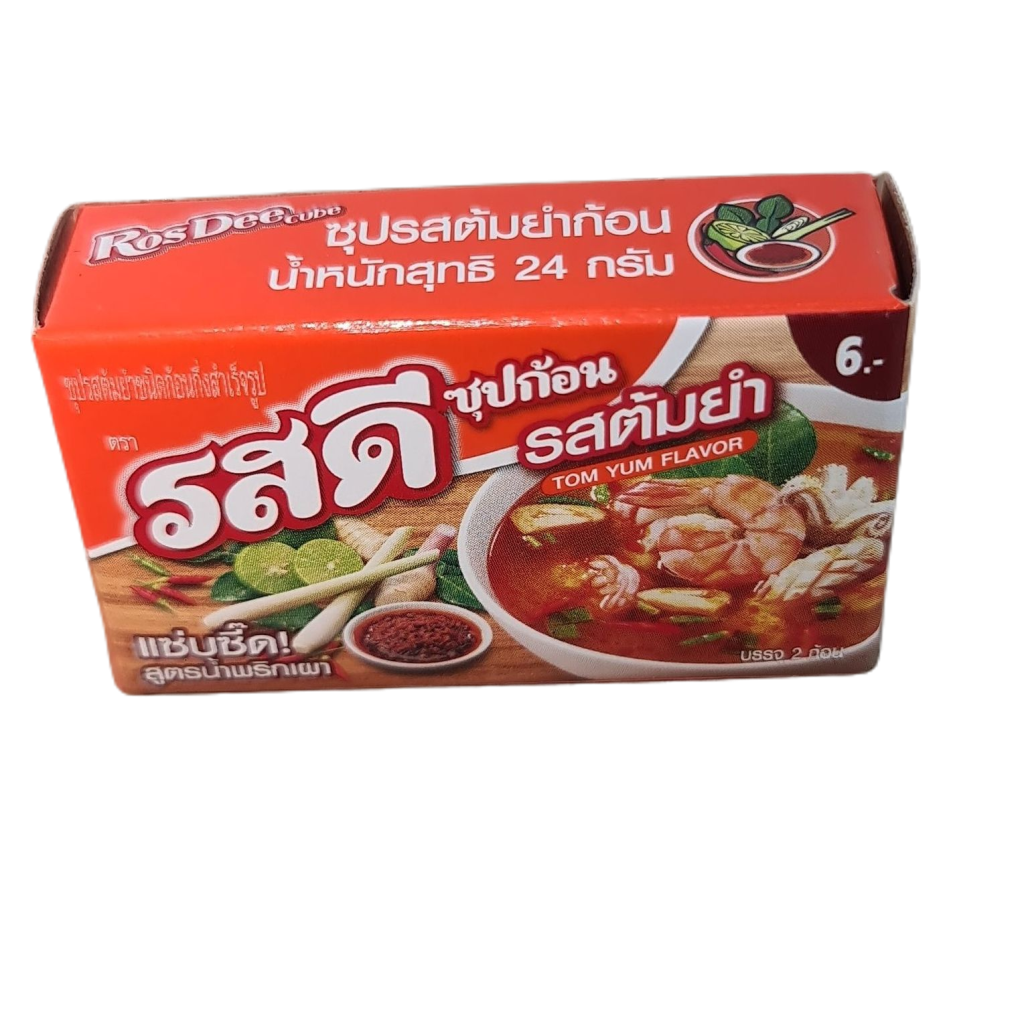 RosDee cube
ซุปรสต้มยำก้อน
น้ำหนักสุทธิ 24 กรัม
6.-
ซุปรสต้มยำชนิดก้อนกึ่งสำเร็จรูป
ตรา
รสดี
ซุปก้อน
รสต้มยำ
TOM YUM FLAVOR
แซ่บซี๊ด!
สูตรน้ำพริกเผา
บรรจุ 2 ก้อน